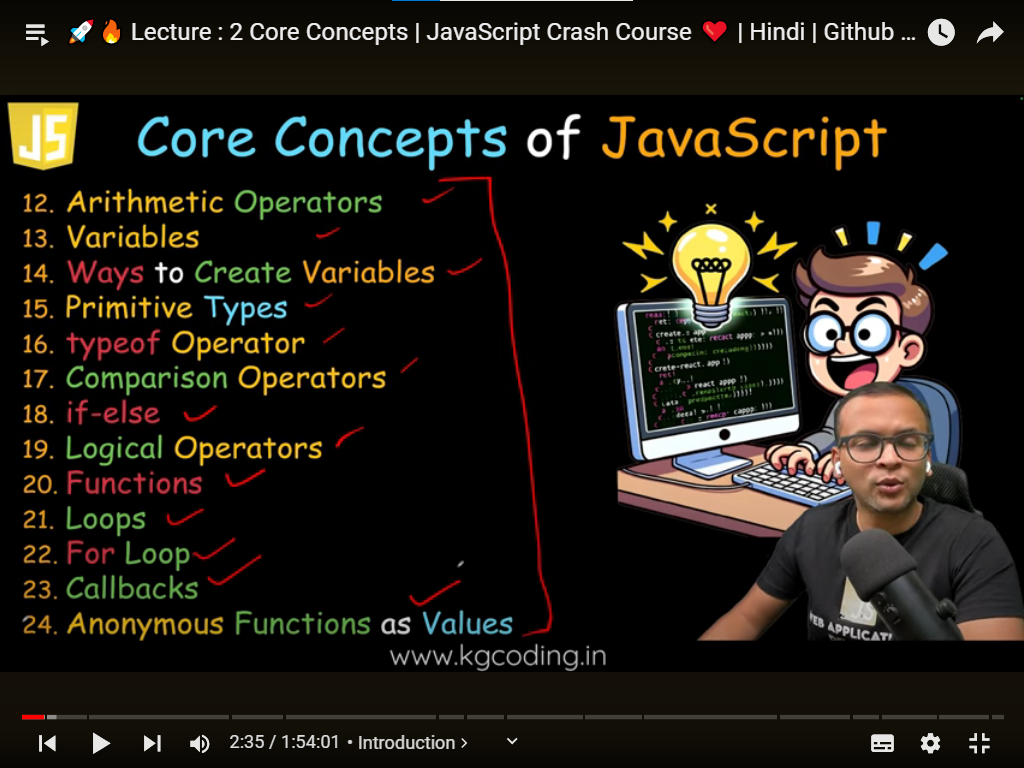 🚀🔥 Lecture : 2 Core Concepts | JavaScript Crash Course ❤️ | Hindi | Github ...
JS
Core Concepts of JavaScript
12. Arithmetic Operators
13. Variables
14. Ways to Create Variables
15. Primitive Types
16. typeof Operator
17. Comparison Operators
18. if-else
19. Logical Operators
20. Functions
21. Loops
22. For Loop
23. Callbacks
24. Anonymous Functions as Values
www.kgcoding.in
2:35 / 1:54:01 • Introduction >